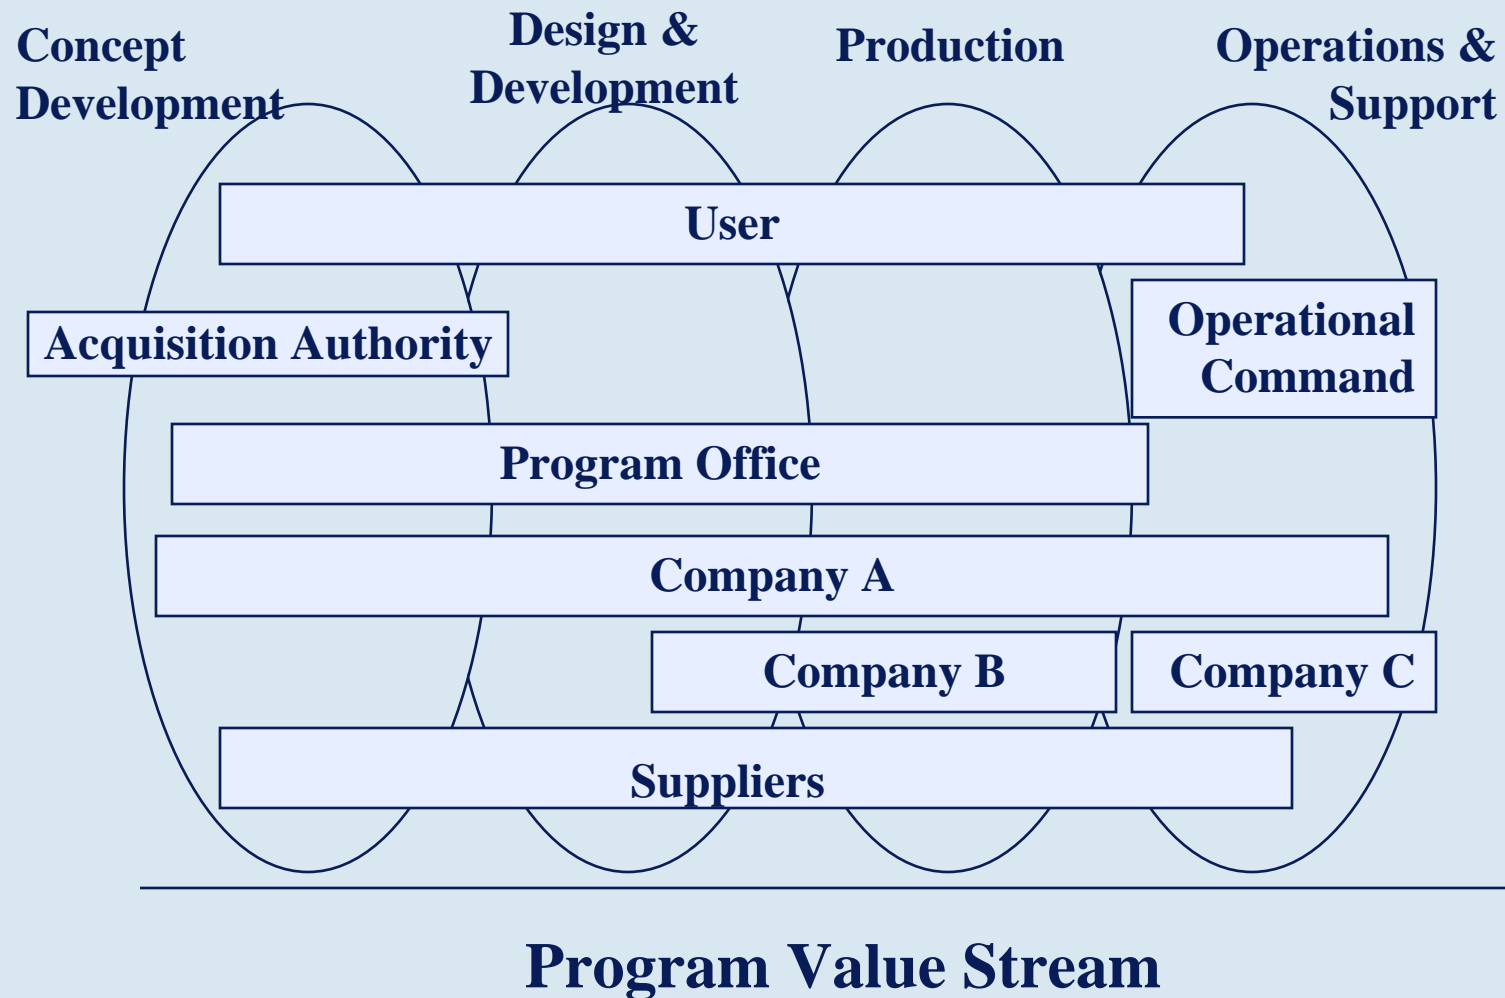 Concept
Development
Design &
Development
Production
Operations &
Support
User
Acquisition Authority
Operational
Command
Program Office
Company A
Company B
Company C
Suppliers
Program Value Stream